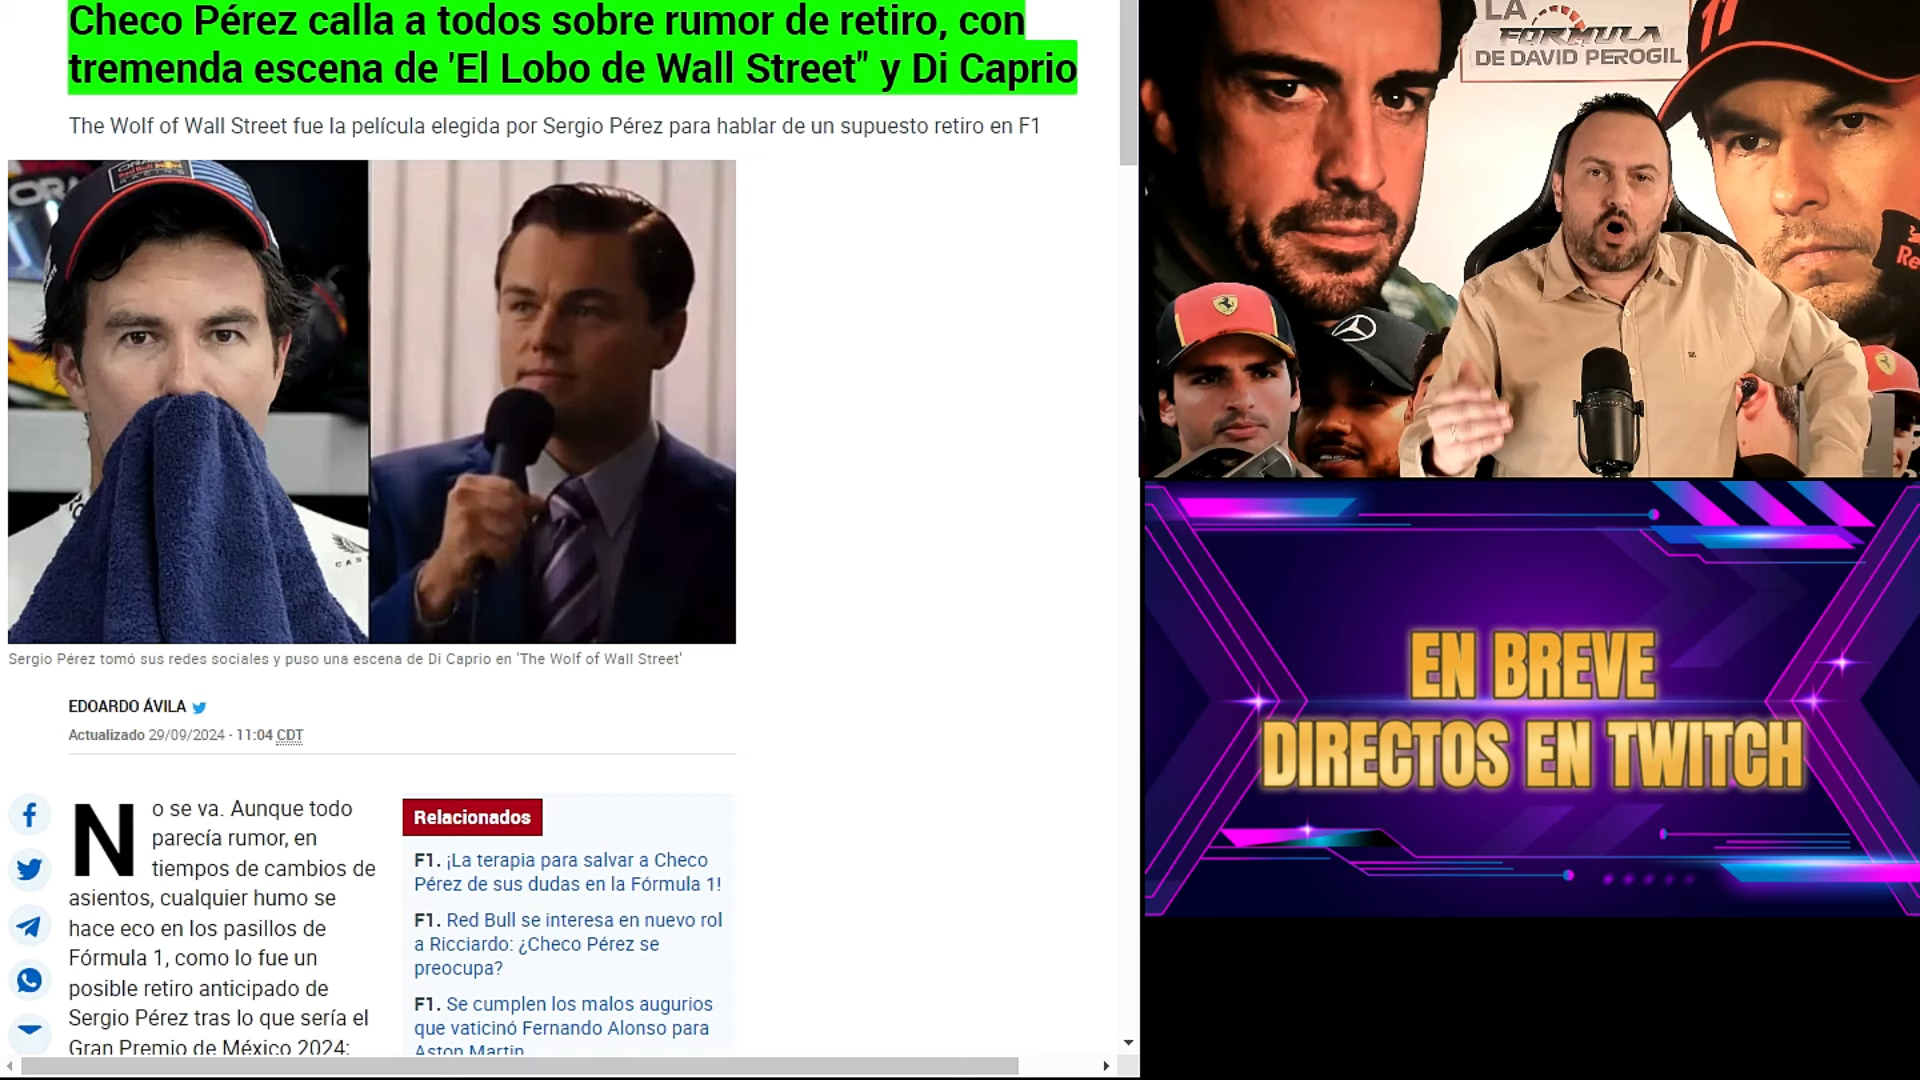 Checo Pérez calla a todos sobre rumor de retiro, con
tremenda escena de 'El Lobo de Wall Street" y Di Caprio
The Wolf of Wall Street fue la película elegida por Sergio Pérez para hablar de un supuesto retiro en F1
Sergio Pérez tomó sus redes sociales y puso una escena de Di Caprio en 'The Wolf of Wall Street'
EDOARDO ÁVILA
Actualizado 29/09/2024 - 11:04 CDT
No se va. Aunque todo
parecía rumor, en
tiempos de cambios de
asientos, cualquier humo se
hace eco en los pasillos de
Fórmula 1, como lo fue un
posible retiro anticipado de
Sergio Pérez tras lo que sería el
Gran Premio de México 2024;
Relacionados
F1. ¡La terapia para salvar a Checo
Pérez de sus dudas en la Fórmula 1!
F1. Red Bull se interesa en nuevo rol
a Ricciardo: ¿Checo Pérez se
preocupa?
F1. Se cumplen los malos augurios
que vaticinó Fernando Alonso para
Aston Martin
LA
FÓRMULA
DE DAVID PEROGIL
11
Re
EN BREVE
DIRECTOS EN TWITCH